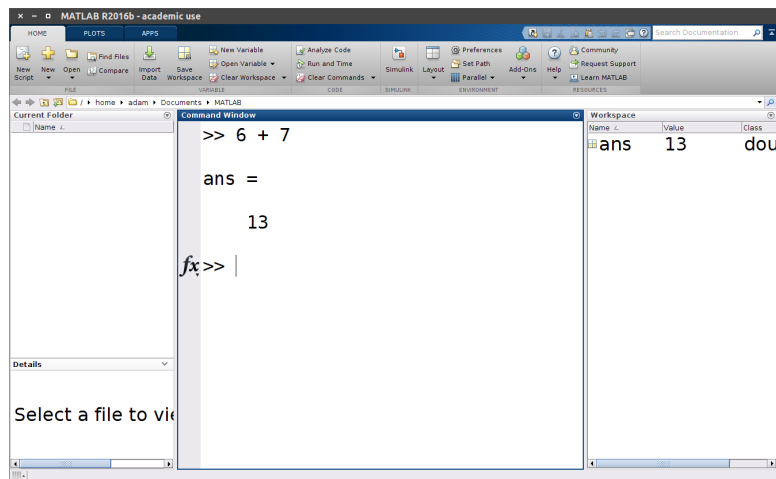 MATLAB R2016b - academic use
HOME PLOTS APPS
Search Documentation
New Script
New
Open
Find Files
Compare
Import Data
Save Workspace
New Variable
Open Variable
Clear Workspace
Analyze Code
Run and Time
Clear Commands
Simulink
Layout
Preferences
Set Path
Parallel
Add-Ons
Help
Community
Request Support
Learn MATLAB
FILE VARIABLE CODE SIMULINK ENVIRONMENT RESOURCES
/ home adam Documents MATLAB
Current Folder
Name
Details
Select a file to vie
Command Window
>> 6 + 7
ans =
13
fx >>
Workspace
Name Value Class
ans 13 dou